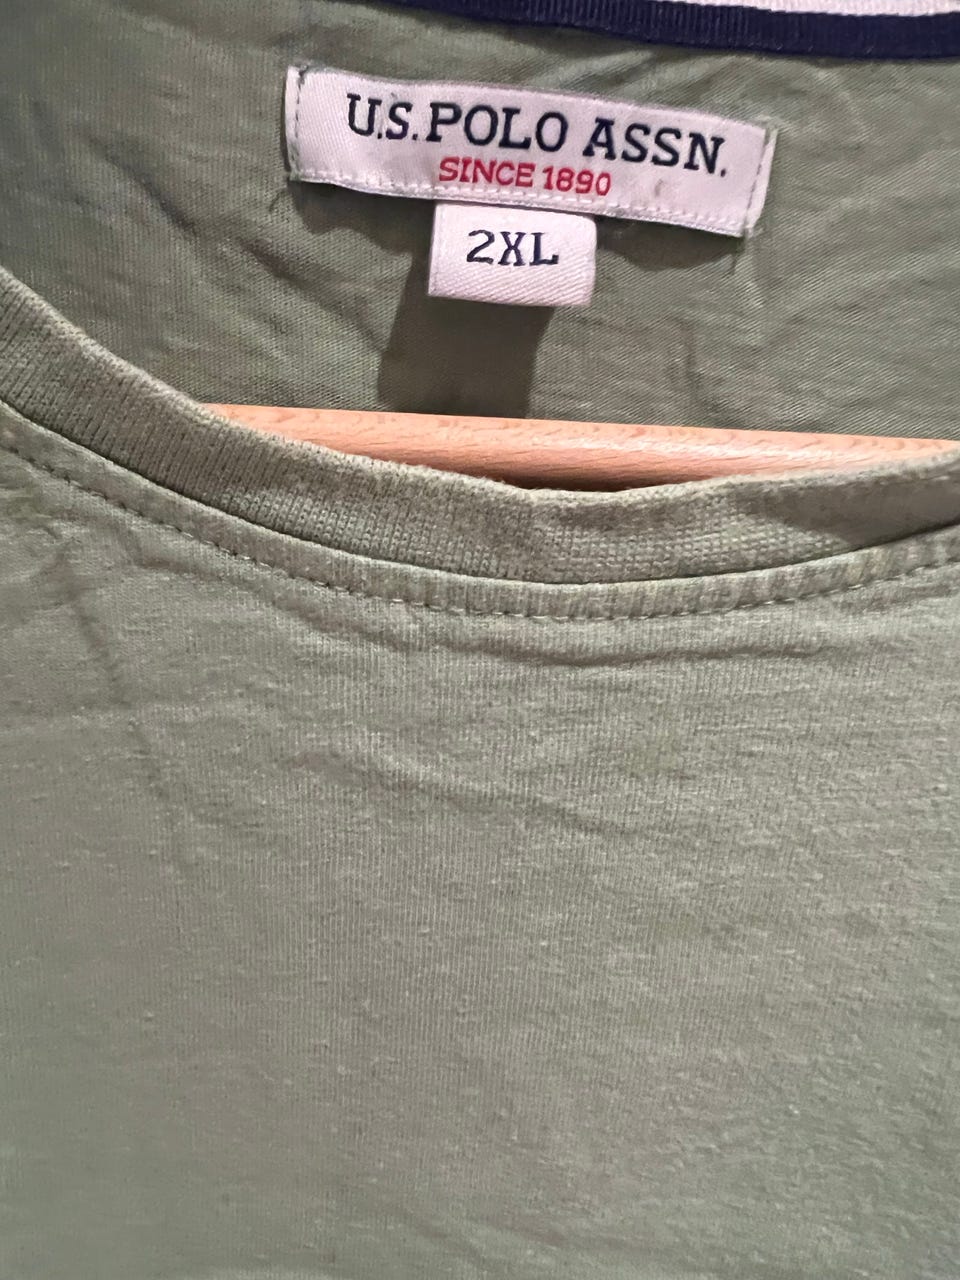 U.S. POLO ASSN.
SINCE 1890
2XL